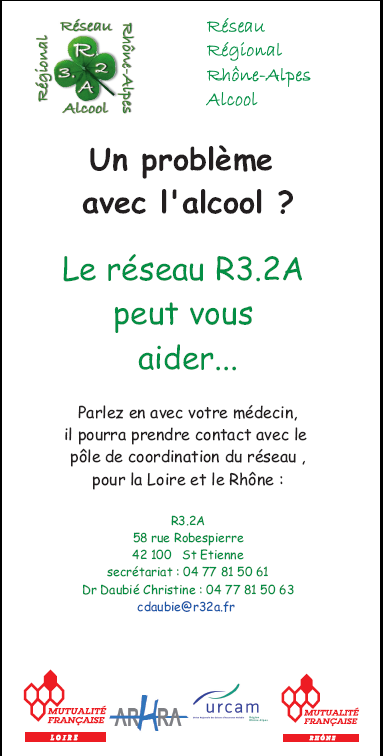 Réseau
Régional
Rhône-Alpes
Alcool
R.
3. 2
A
Réseau
Régional
Rhône-Alpes
Alcool
Un problème
avec l'alcool ?
Le réseau R3.2A
peut vous
aider...
Parlez en avec votre médecin,
il pourra prendre contact avec le
pôle de coordination du réseau ,
pour la Loire et le Rhône :
R3.2A
58 rue Robespierre
42 100 St Etienne
secrétariat : 04 77 81 50 61
Dr Daubié Christine : 04 77 81 50 63
cdaubie@r32a.fr
MUTUALITÉ
FRANÇAISE
LOIRE
ARHRA
urcam
MUTUALITÉ
FRANÇAISE
RHÔNE